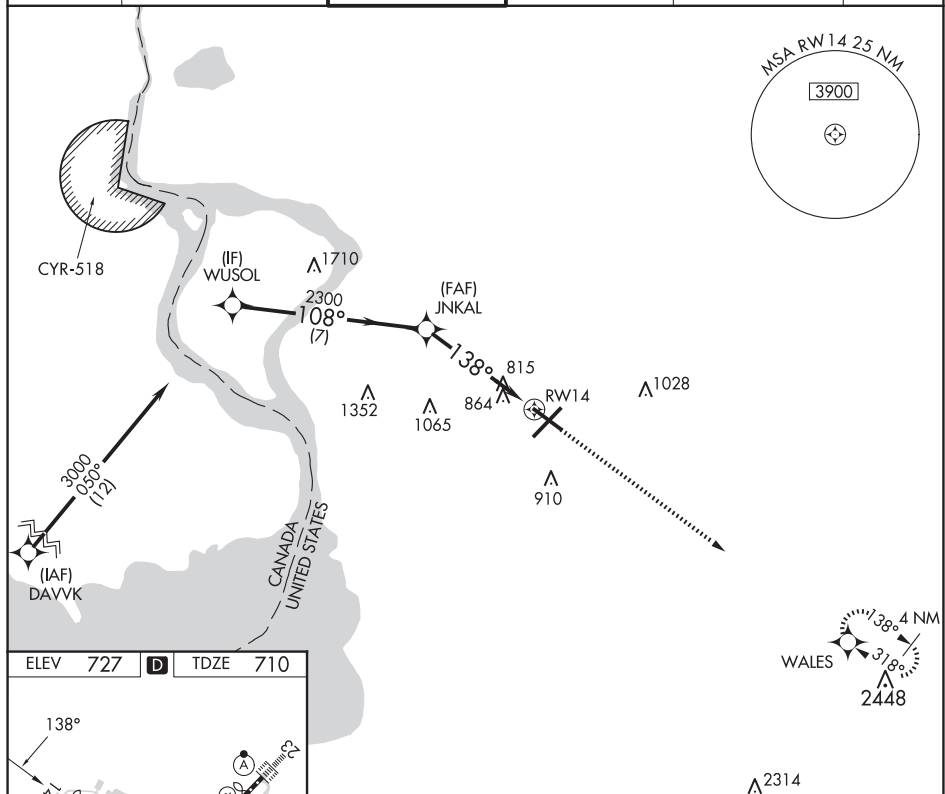 MSA RW14 25 NM
3900
CYR-518
(IF)
WUSOL
1710
2300
108°
(7)
(FAF)
JNKAL
138°
815
864
RW14
1028
1352
1065
910
3000
050°
(12)
(IAF)
DAVVK
CANADA
UNITED STATES
138°
4 NM
318°
WALES
2448
2314
ELEV 727 D TDZE 710
138°
A
23